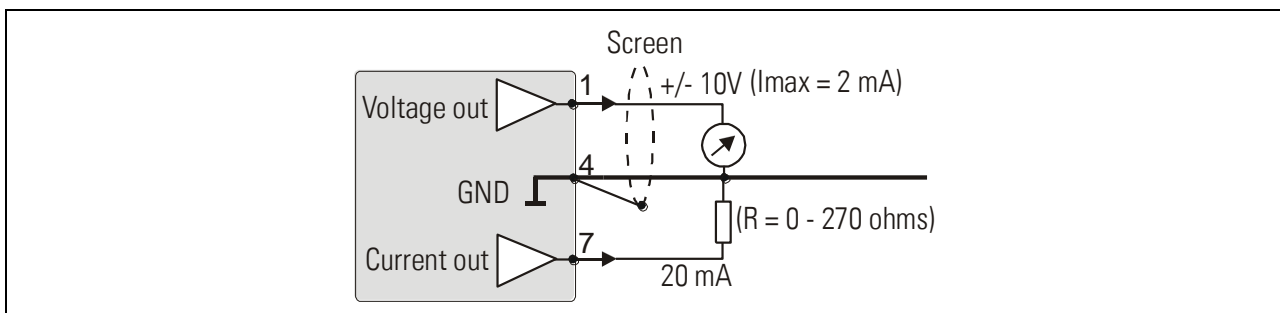 Screen
1
+/- 10V (Imax = 2 mA)
Voltage out
4
GND
(R = 0 - 270 ohms)
7
Current out
20 mA